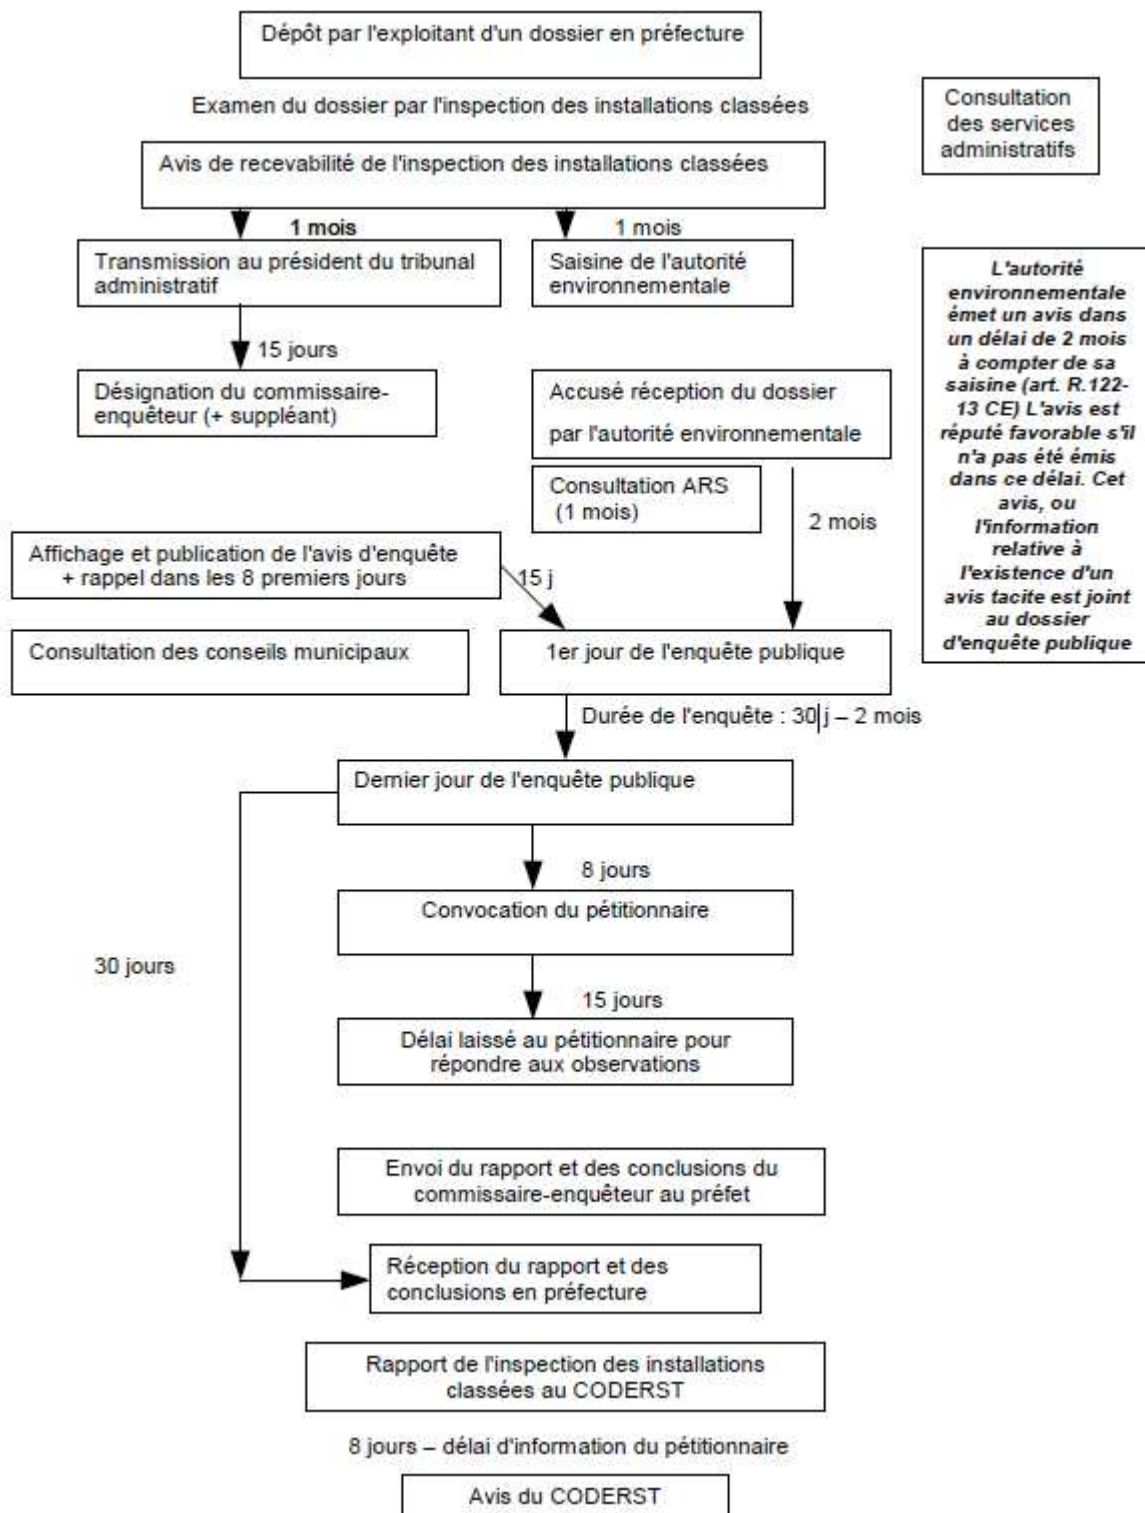 Dépôt par l'exploitant d'un dossier en préfecture
Examen du dossier par l'inspection des installations classées
Consultation
des services
administratifs
Avis de recevabilité de l'inspection des installations classées
1 mois
1 mois
Transmission au président du tribunal
administratif
Saisine de l'autorité
environnementale
L'autorité
environnementale
émet un avis dans
un délai de 2 mois
à compter de sa
saisine (art. R.122-
13 CE) L'avis est
réputé favorable s'il
n'a pas été émis
dans ce délai. Cet
avis, ou
l'information
relative à
l'existence d'un
avis tacite est joint
au dossier
d'enquête publique
15 jours
Désignation du commissaire-
enquêteur (+ suppléant)
Accusé réception du dossier
par l'autorité environnementale
Consultation ARS
(1 mois)
2 mois
Affichage et publication de l'avis d'enquête
+ rappel dans les 8 premiers jours
15 j
Consultation des conseils municipaux
1er jour de l'enquête publique
Durée de l'enquête : 30 j – 2 mois
Dernier jour de l'enquête publique
8 jours
Convocation du pétitionnaire
30 jours
15 jours
Délai laissé au pétitionnaire pour
répondre aux observations
Envoi du rapport et des conclusions du
commissaire-enquêteur au préfet
Réception du rapport et des
conclusions en préfecture
Rapport de l'inspection des installations
classées au CODERST
8 jours – délai d'information du pétitionnaire
Avis du CODERST